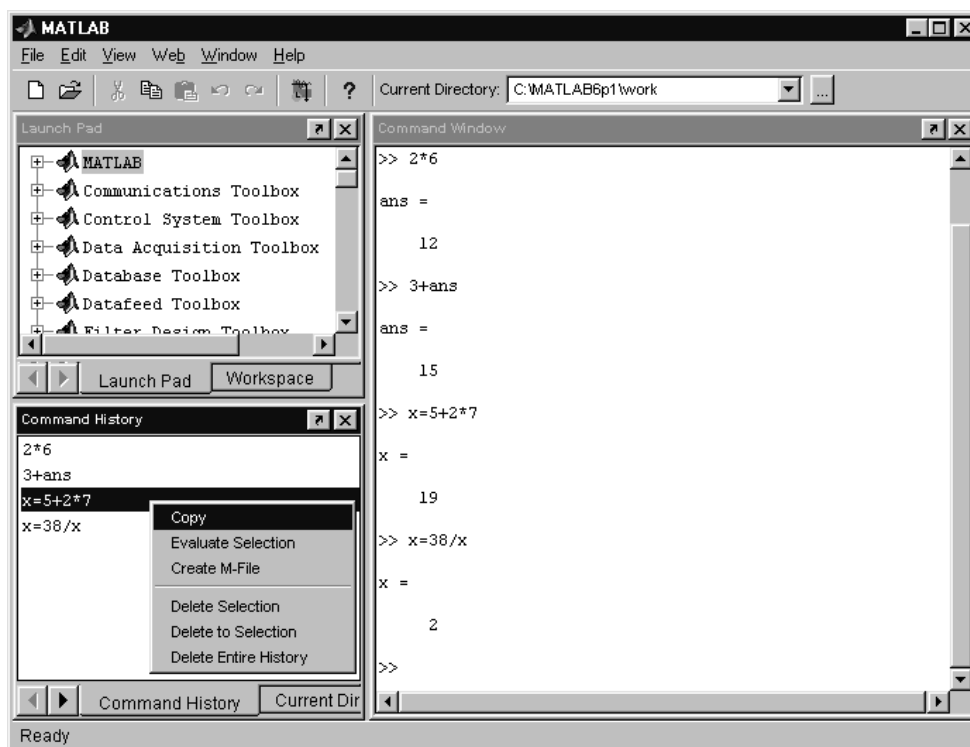 MATLAB
File Edit View Web Window Help
? Current Directory: C:\MATLAB6p1\work ...
Launch Pad
MATLAB
Communications Toolbox
Control System Toolbox
Data Acquisition Toolbox
Database Toolbox
Datafeed Toolbox
Filter Design Toolbox
Launch Pad Workspace
Command History
2*6
3+ans
x=5+2*7
x=38/x
Copy
Evaluate Selection
Create M-File
Delete Selection
Delete to Selection
Delete Entire History
Command History Current Dir
Command Window
>> 2*6
ans =
12
>> 3+ans
ans =
15
>> x=5+2*7
x =
19
>> x=38/x
x =
2
>>
Ready